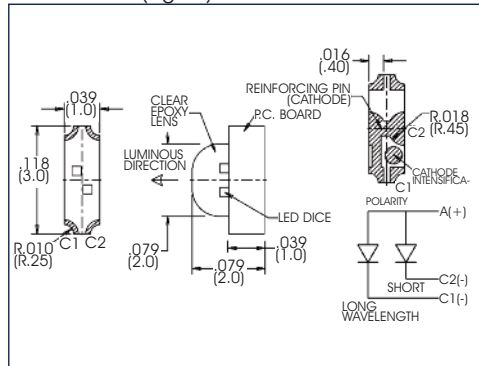 .039
(1.0)
.118
(3.0)
R.010
(R.25)
C1 C2
CLEAR
EPOXY
LENS
P.C. BOARD
LUMINOUS
DIRECTION
LED DICE
.079
(2.0)
.039
(1.0)
.079
(2.0)
.016
(.40)
REINFORCING PIN
(CATHODE)
R.018
(R.45)
C2
C1
CATHODE
INTENSIFICA-
POLARITY
A(+)
C2(-)
SHORT
C1(-)
LONG
WAVELENGTH